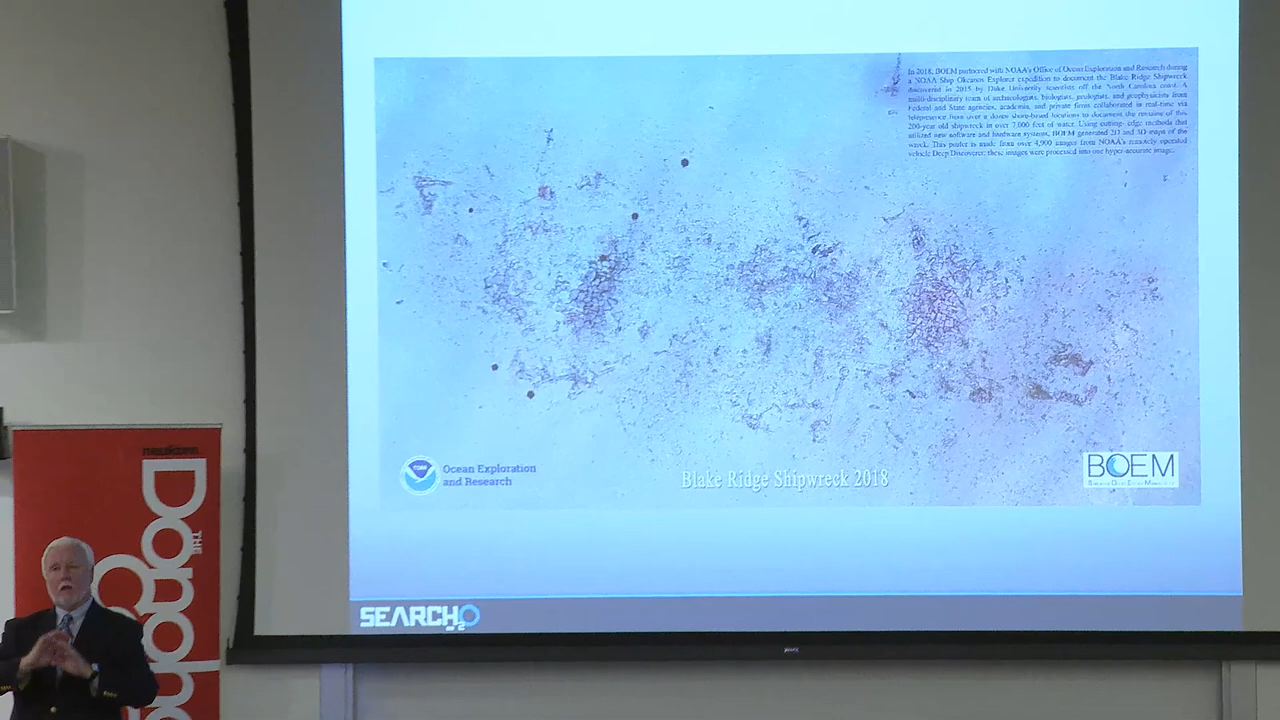 In 2018, BOEM partnered with NOAA's Office of Ocean Exploration and Research during
a NOAA Ship Okeanos Explorer expedition to document the Blake Ridge Shipwreck
discovered in 2015 by Duke University scientists off the North Carolina coast. A
multi-disciplinary team of archaeologists, biologists, geologists, and geophysicists from
Federal and State agencies, academia, and private firms collaborated in real-time via
telepresence from over a dozen shore-based locations to document the remains of this
200-year old shipwreck in over 7,000 feet of water. Using cutting- edge methods that
utilized new software and hardware systems, BOEM generated 2D and 3D maps of the
wreck. This poster is made from over 4,900 images from NOAA's remotely operated
vehicle Deep Discoverer; these images were processed into one hyper-accurate image.
Ocean Exploration
and Research
Blake Ridge Shipwreck 2018
BOEM
SEARCH2O
THE